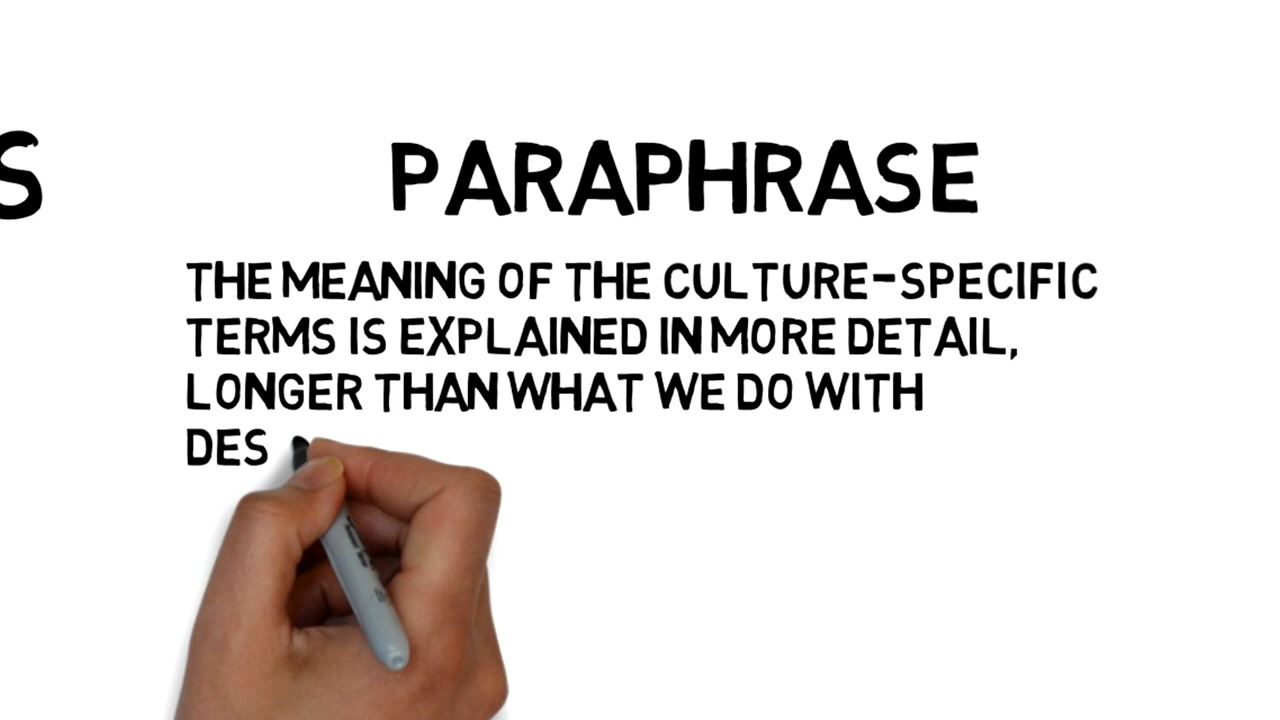 S
PARAPHRASE
THE MEANING OF THE CULTURE-SPECIFIC
TERMS IS EXPLAINED IN MORE DETAIL,
LONGER THAN WHAT WE DO WITH
DES